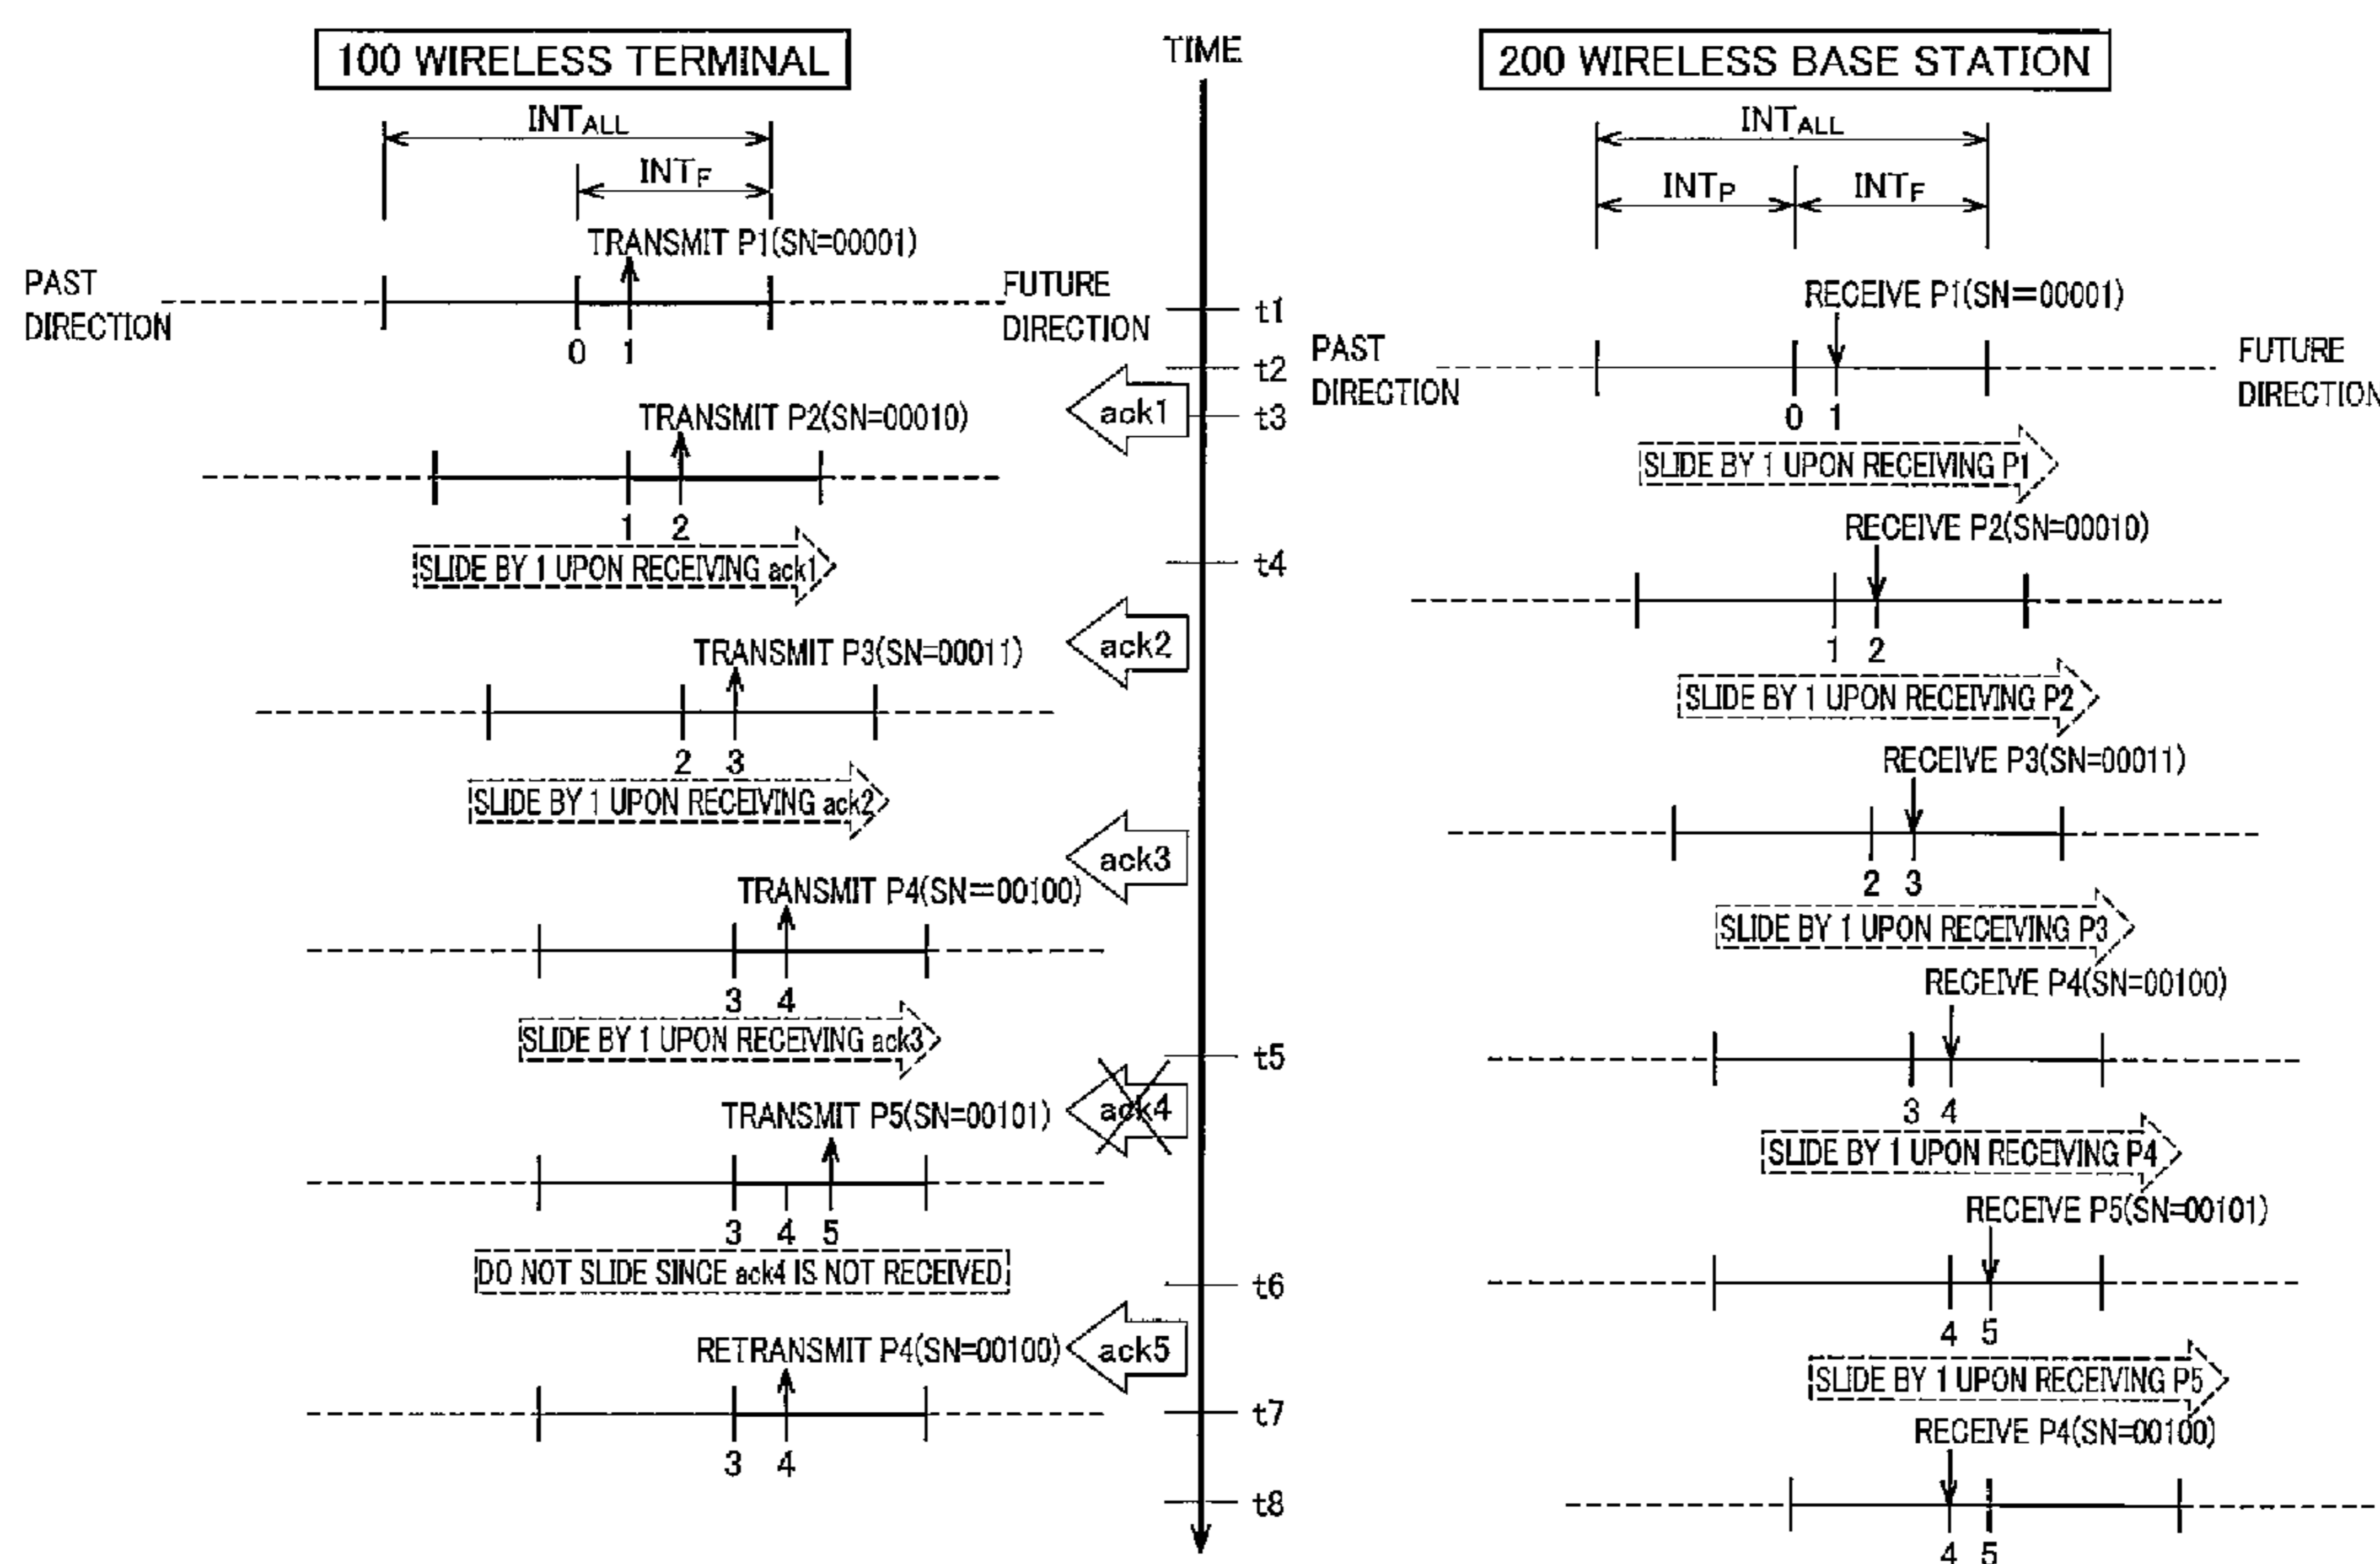 100 WIRELESS TERMINAL
TIME
200 WIRELESS BASE STATION
INTALL
INTF
INTALL
INTP
INTF
TRANSMIT P1(SN=00001)
PAST
DIRECTION
FUTURE
DIRECTION
0 1
t1
RECEIVE P1(SN=00001)
t2
PAST
DIRECTION
FUTURE
DIRECTION
ack1
t3
0 1
TRANSMIT P2(SN=00010)
SLIDE BY 1 UPON RECEIVING P1
1 2
SLIDE BY 1 UPON RECEIVING ack1
t4
RECEIVE P2(SN=00010)
ack2
1 2
TRANSMIT P3(SN=00011)
SLIDE BY 1 UPON RECEIVING P2
2 3
SLIDE BY 1 UPON RECEIVING ack2
RECEIVE P3(SN=00011)
ack3
2 3
TRANSMIT P4(SN=00100)
SLIDE BY 1 UPON RECEIVING P3
3 4
SLIDE BY 1 UPON RECEIVING ack3
RECEIVE P4(SN=00100)
t5
ack4
3 4
TRANSMIT P5(SN=00101)
SLIDE BY 1 UPON RECEIVING P4
3 4 5
DO NOT SLIDE SINCE ack4 IS NOT RECEIVED
RECEIVE P5(SN=00101)
t6
4 5
RETRANSMIT P4(SN=00100)
ack5
SLIDE BY 1 UPON RECEIVING P5
t7
3 4
RECEIVE P4(SN=00100)
t8
4 5